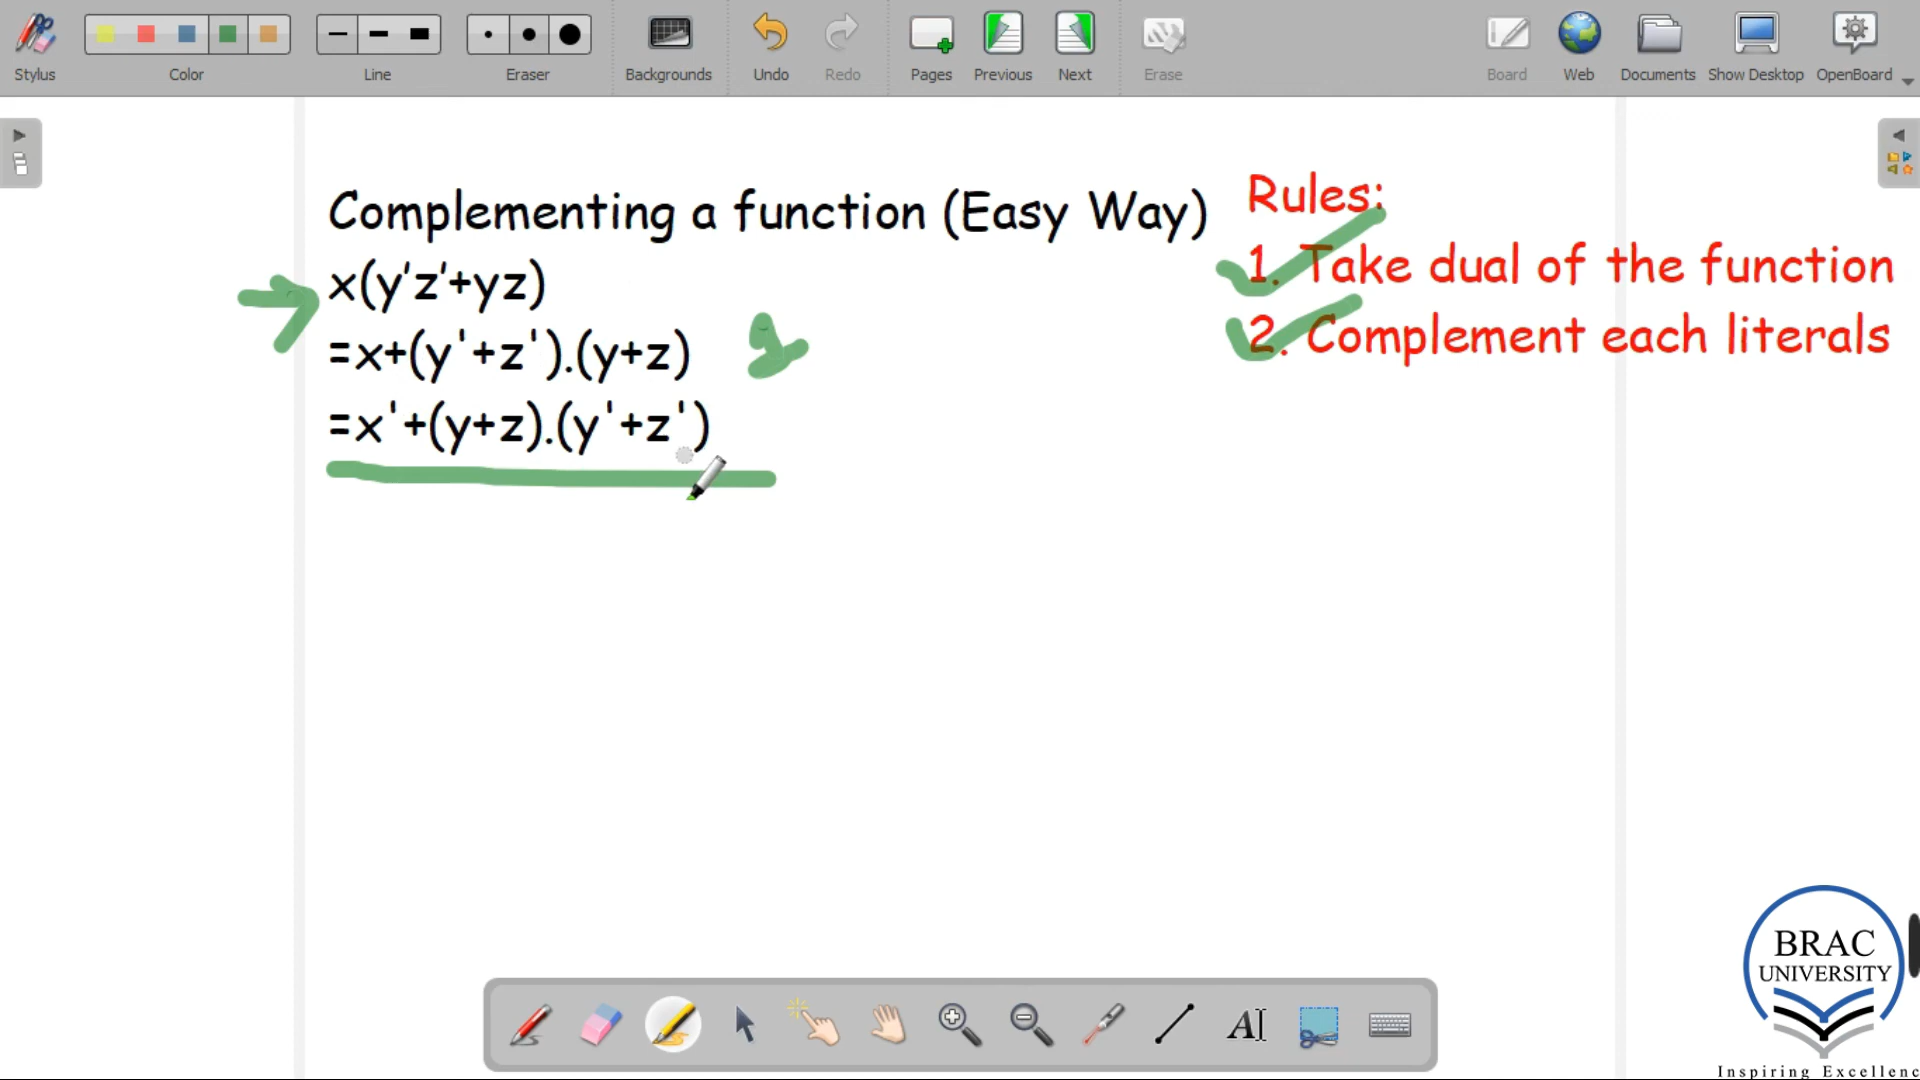 Stylus
Color
Line
Eraser
Backgrounds
Undo
Redo
Pages
Previous
Next
Erase
Board
Web
Documents
Show Desktop
OpenBoard
Complementing a function (Easy Way)
x(y'z'+yz)
=x+(y'+z').(y+z)
=x'+(y+z).(y'+z')
Rules:
1. Take dual of the function
2. Complement each literals
BRAC
UNIVERSITY
Inspiring Excellenc